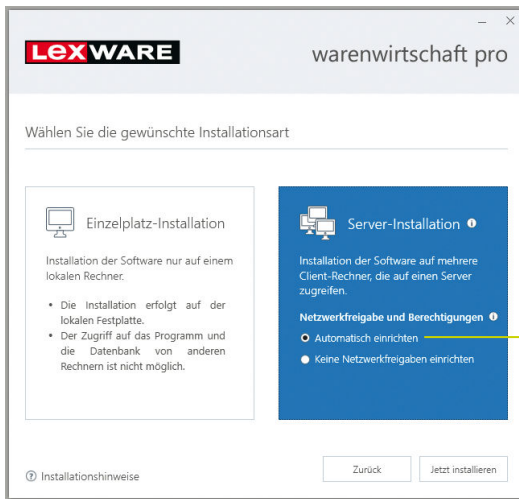 LEXWARE
warenwirtschaft pro
Wählen Sie die gewünschte Installationsart
Einzelplatz-Installation
Installation der Software nur auf einem
lokalen Rechner.
• Die Installation erfolgt auf der
lokalen Festplatte.
• Der Zugriff auf das Programm und
die Datenbank von anderen
Rechnern ist nicht möglich.
Server-Installation
Installation der Software auf mehrere
Client-Rechner, die auf einen Server
zugreifen.
Netzwerkfreigabe und Berechtigungen
Automatisch einrichten
Keine Netzwerkfreigaben einrichten
Installationshinweise
Zurück
Jetzt installieren